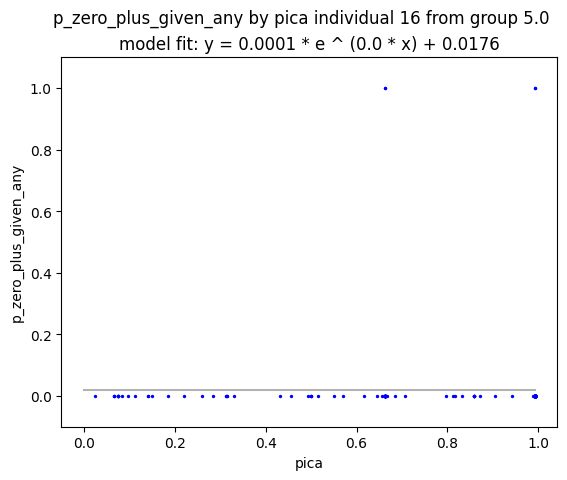 p_zero_plus_given_any by pica individual 16 from group 5.0
model fit: y = 0.0001 * e ^ (0.0 * x) + 0.0176
p_zero_plus_given_any
1.0
0.8
0.6
0.4
0.2
0.0
0.0 0.2 0.4 0.6 0.8 1.0
pica